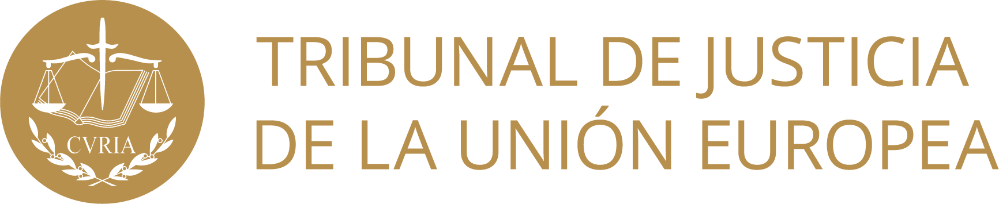 CVRIA
TRIBUNAL DE JUSTICIA
DE LA UNIÓN EUROPEA